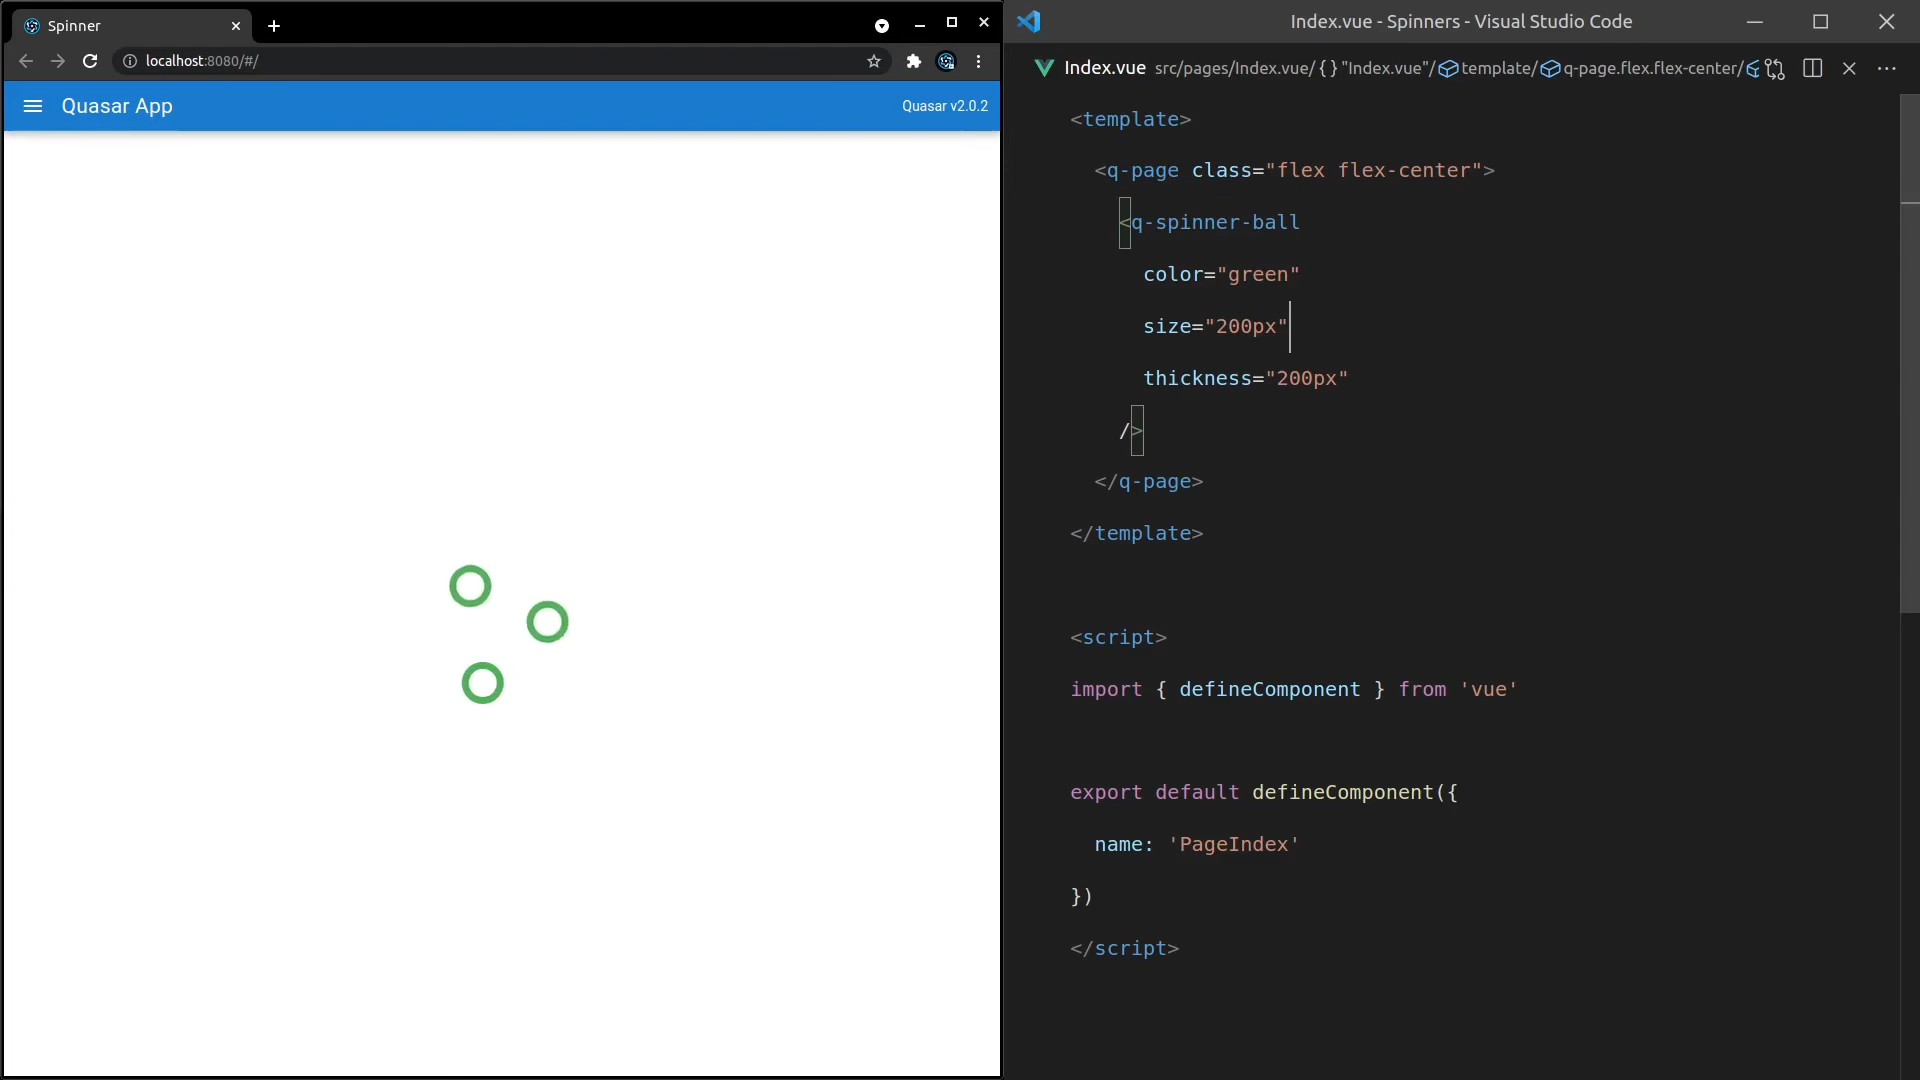 Spinner
localhost:8080/#/
Quasar App
Quasar v2.0.2
Index.vue - Spinners - Visual Studio Code
Index.vue src/pages/Index.vue/ {} "Index.vue"/ template/ q-page.flex.flex-center/
<template>
<q-page class="flex flex-center">
<q-spinner-ball
color="green"
size="200px"
thickness="200px"
/>
</q-page>
</template>
<script>
import { defineComponent } from 'vue'
export default defineComponent({
name: 'PageIndex'
})
</script>